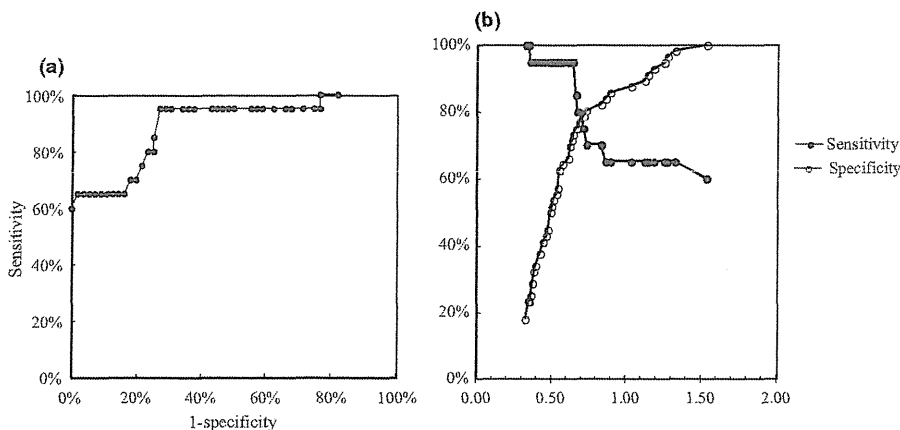 (a)
100%
80%
60%
40%
20%
0%
Sensitivity
0% 20% 40% 60% 80% 100%
1-specificity
(b)
100%
80%
60%
40%
20%
0%
0.00 0.50 1.00 1.50 2.00
Sensitivity
Specificity